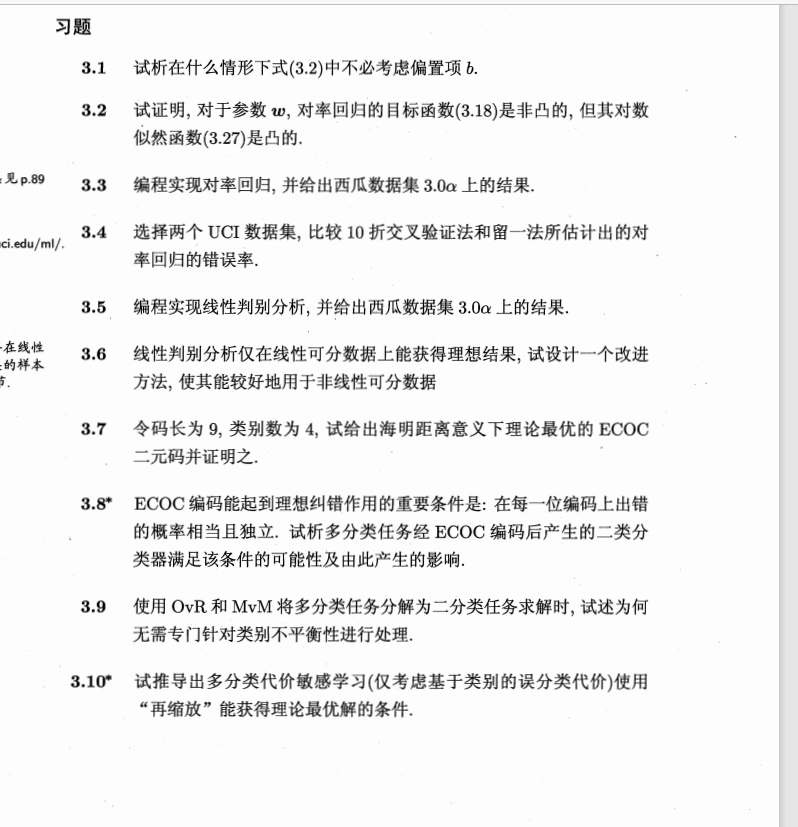 习题
3.1 试析在什么情形下式(3.2)中不必考虑偏置项 b.
3.2 试证明, 对于参数 w, 对率回归的目标函数(3.18)是非凸的, 但其对数
似然函数(3.27)是凸的.
见 p.89
3.3 编程实现对率回归, 并给出西瓜数据集 3.0α 上的结果.
3.4 选择两个 UCI 数据集, 比较 10 折交叉验证法和留一法所估计出的对
ci.edu/ml/.
率回归的错误率.
3.5 编程实现线性判别分析, 并给出西瓜数据集 3.0α 上的结果.
在线性
的样本
3.6 线性判别分析仅在线性可分数据上能获得理想结果, 试设计一个改进
方法, 使其能较好地用于非线性可分数据
3.7 令码长为 9, 类别数为 4, 试给出海明距离意义下理论最优的 ECOC
二元码并证明之.
3.8* ECOC 编码能起到理想纠错作用的重要条件是: 在每一位编码上出错
的概率相当且独立. 试析多分类任务经 ECOC 编码后产生的二类分
类器满足该条件的可能性及由此产生的影响.
3.9 使用 OvR 和 MvM 将多分类任务分解为二分类任务求解时, 试述为何
无需专门针对类别不平衡性进行处理.
3.10* 试推导出多分类代价敏感学习(仅考虑基于类别的误分类代价)使用
“再缩放”能获得理论最优解的条件.